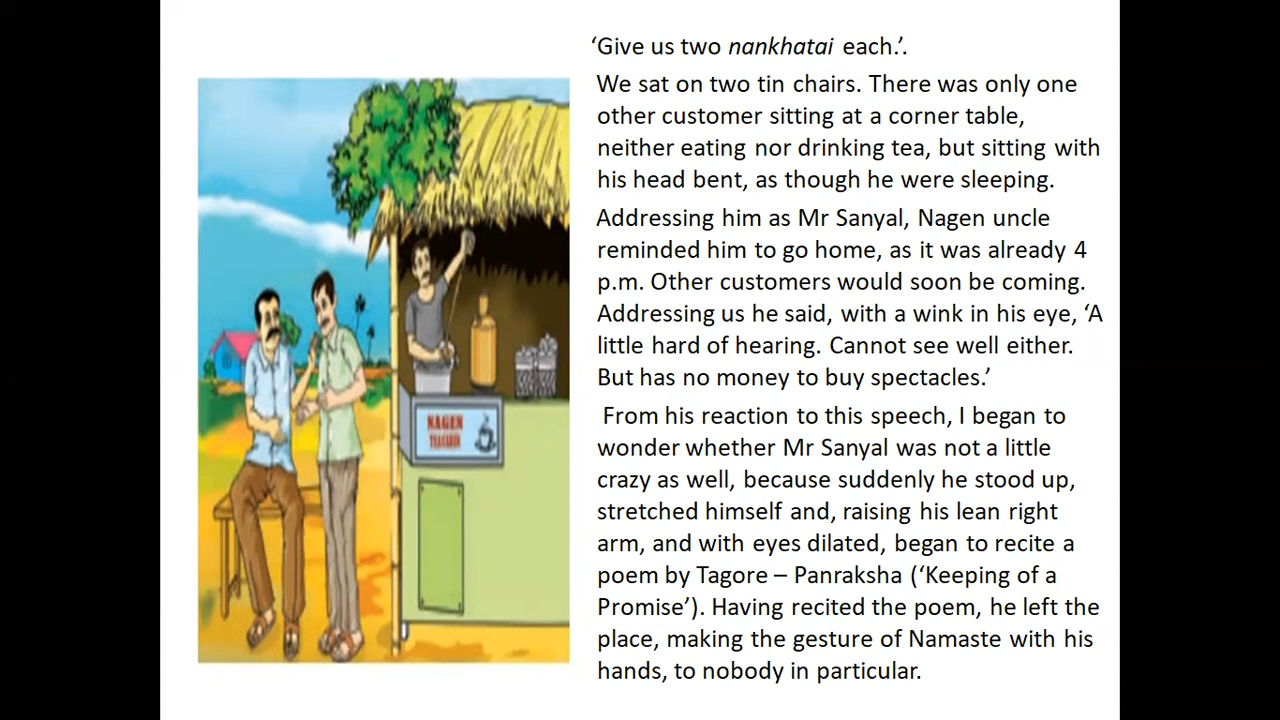 ‘Give us two nankhatai each.’.
We sat on two tin chairs. There was only one
other customer sitting at a corner table,
neither eating nor drinking tea, but sitting with
his head bent, as though he were sleeping.
Addressing him as Mr Sanyal, Nagen uncle
reminded him to go home, as it was already 4
p.m. Other customers would soon be coming.
Addressing us he said, with a wink in his eye, ‘A
little hard of hearing. Cannot see well either.
But has no money to buy spectacles.’
From his reaction to this speech, I began to
wonder whether Mr Sanyal was not a little
crazy as well, because suddenly he stood up,
stretched himself and, raising his lean right
arm, and with eyes dilated, began to recite a
poem by Tagore – Panraksha (‘Keeping of a
Promise’). Having recited the poem, he left the
place, making the gesture of Namaste with his
hands, to nobody in particular.
NAGEN
TEACABIN